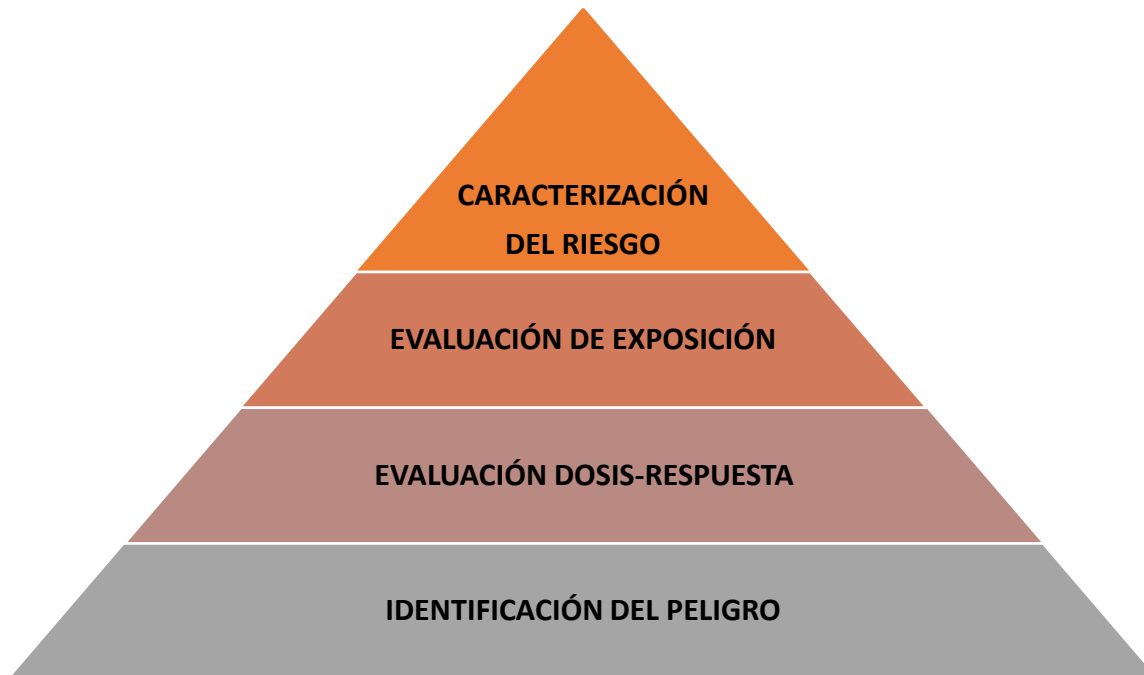 CARACTERIZACIÓN
DEL RIESGO
EVALUACIÓN DE EXPOSICIÓN
EVALUACIÓN DOSIS-RESPUESTA
IDENTIFICACIÓN DEL PELIGRO